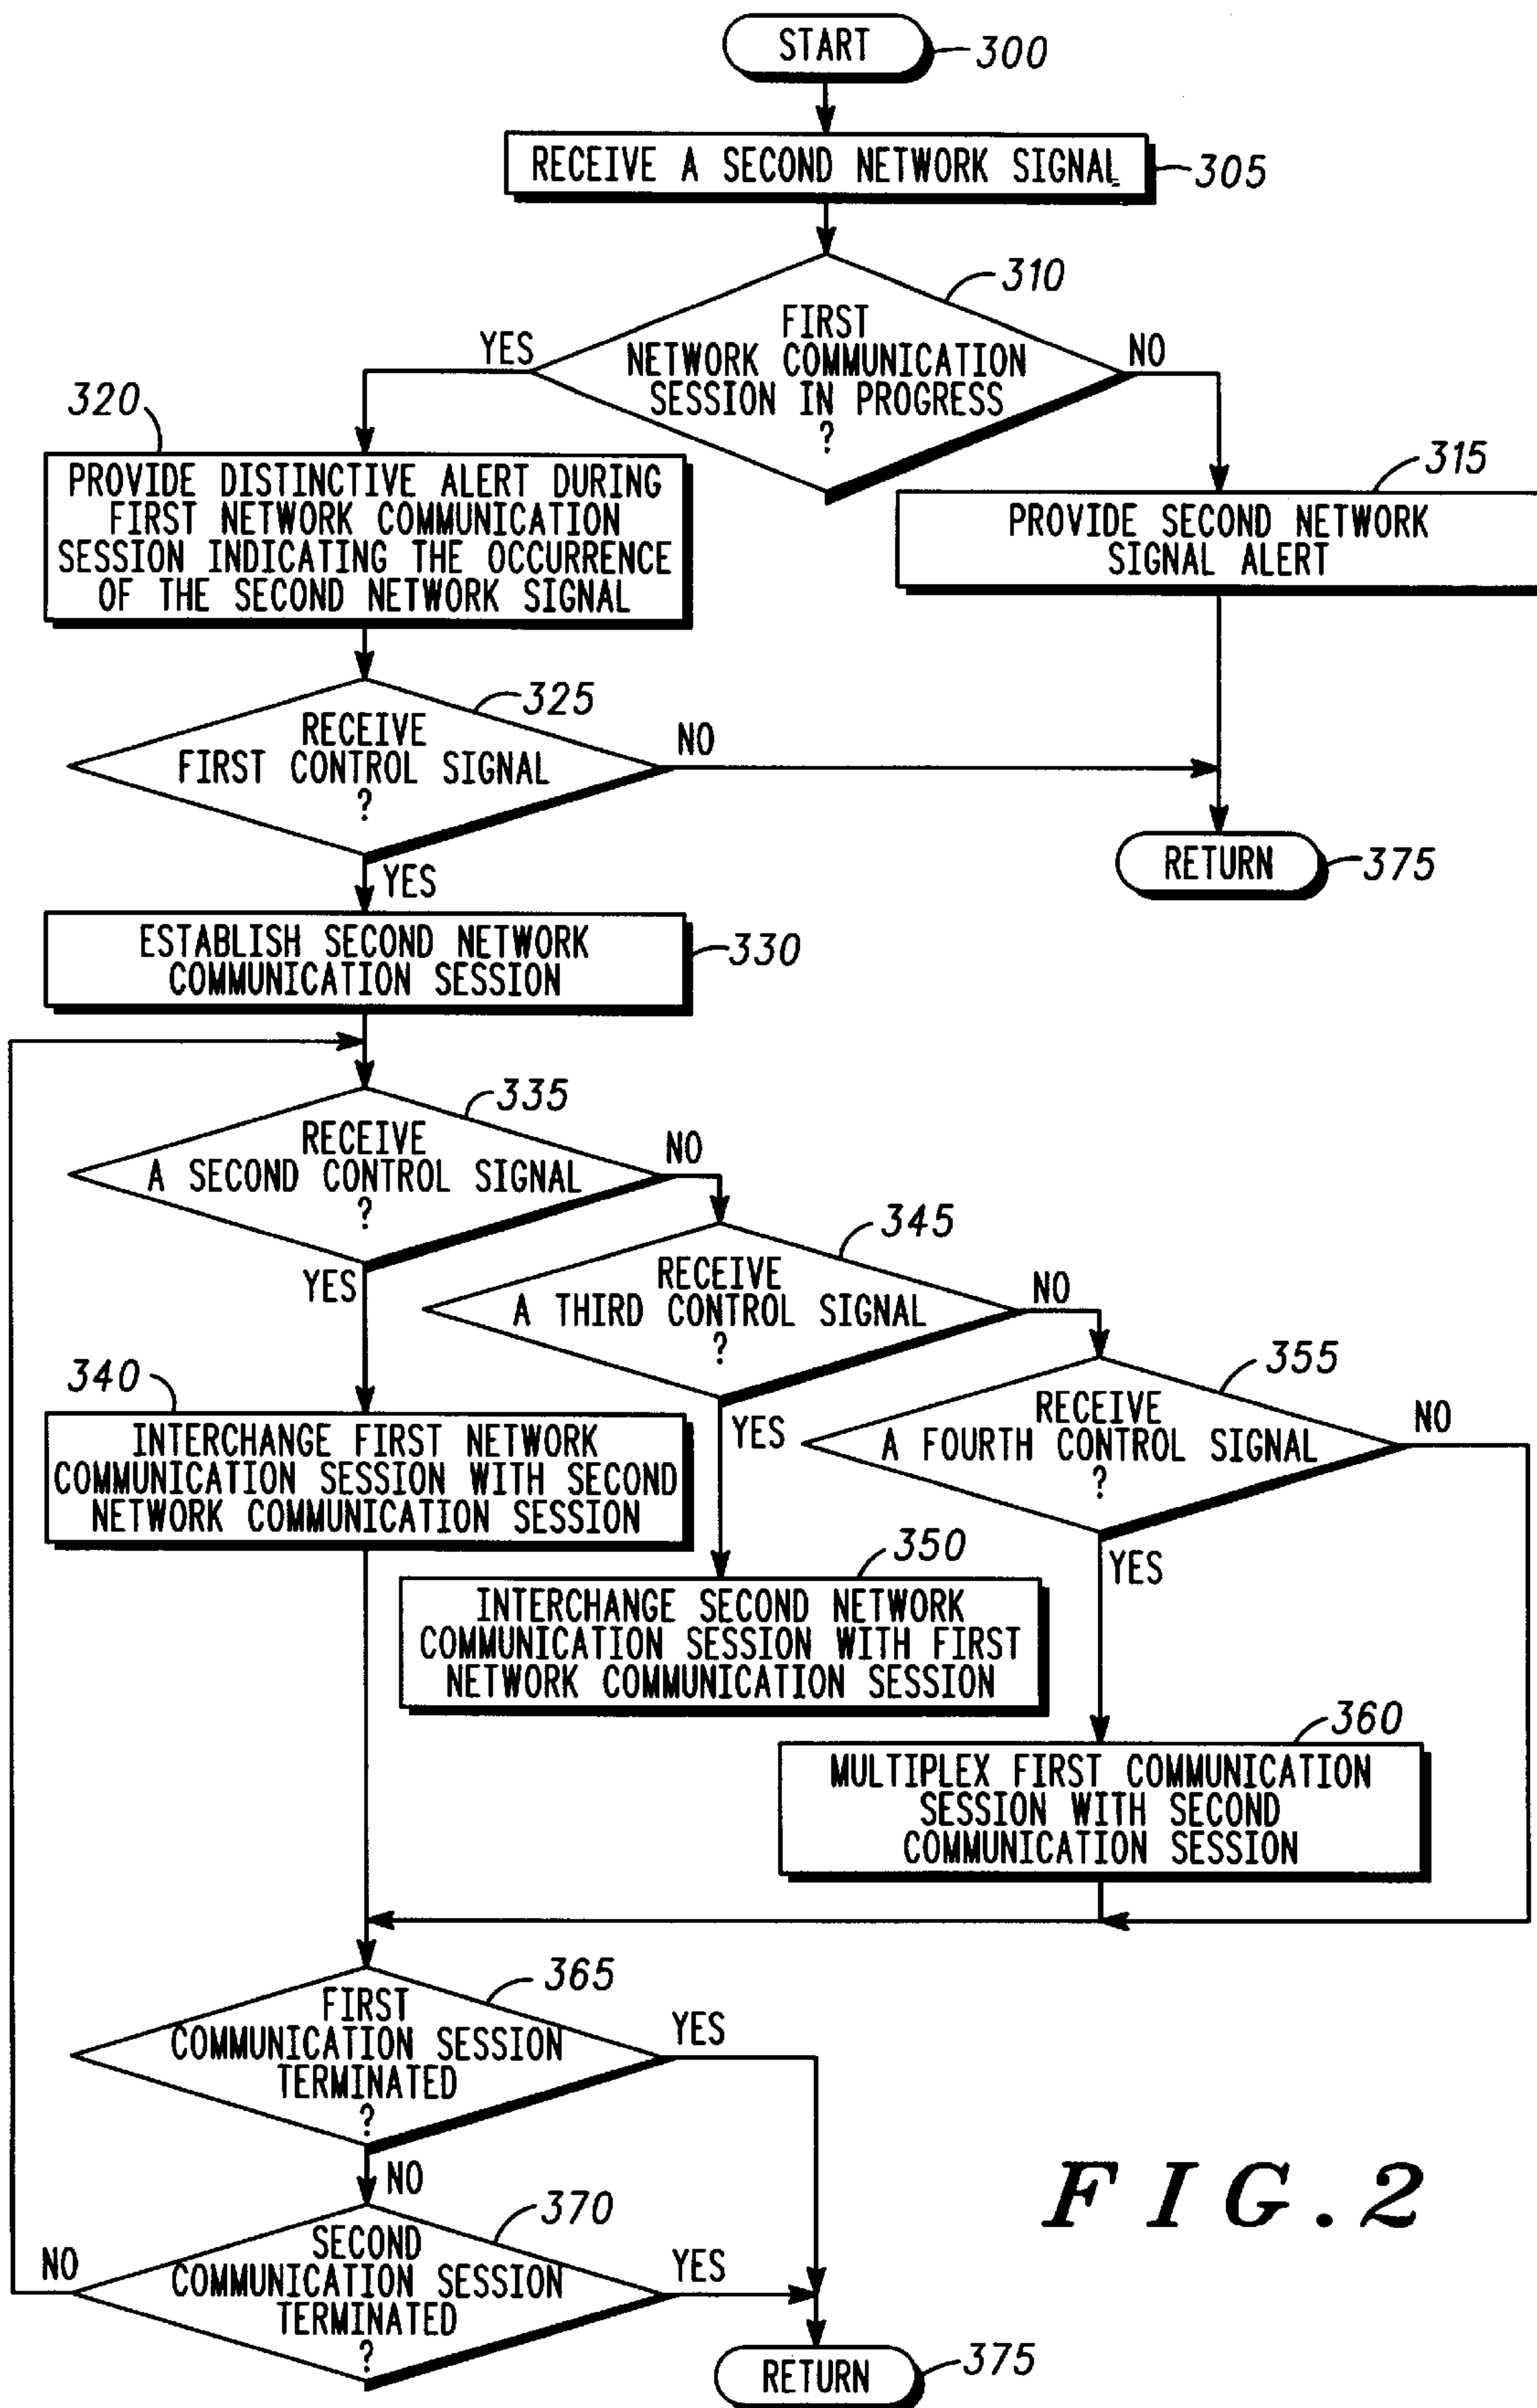 START
300
RECEIVE A SECOND NETWORK SIGNAL
305
310
FIRST
NETWORK COMMUNICATION
SESSION IN PROGRESS
?
YES
NO
320
PROVIDE DISTINCTIVE ALERT DURING
FIRST NETWORK COMMUNICATION
SESSION INDICATING THE OCCURRENCE
OF THE SECOND NETWORK SIGNAL
315
PROVIDE SECOND NETWORK
SIGNAL ALERT
325
RECEIVE
FIRST CONTROL SIGNAL
?
NO
YES
RETURN
375
ESTABLISH SECOND NETWORK
COMMUNICATION SESSION
330
335
RECEIVE
A SECOND CONTROL SIGNAL
?
NO
YES
345
RECEIVE
A THIRD CONTROL SIGNAL
?
NO
YES
355
RECEIVE
A FOURTH CONTROL SIGNAL
?
NO
YES
340
INTERCHANGE FIRST NETWORK
COMMUNICATION SESSION WITH SECOND
NETWORK COMMUNICATION SESSION
350
INTERCHANGE SECOND NETWORK
COMMUNICATION SESSION WITH FIRST
NETWORK COMMUNICATION SESSION
360
MULTIPLEX FIRST COMMUNICATION
SESSION WITH SECOND
COMMUNICATION SESSION
365
FIRST
COMMUNICATION SESSION
TERMINATED
?
YES
NO
370
SECOND
COMMUNICATION SESSION
TERMINATED
?
NO
YES
RETURN
375
FIG. 2